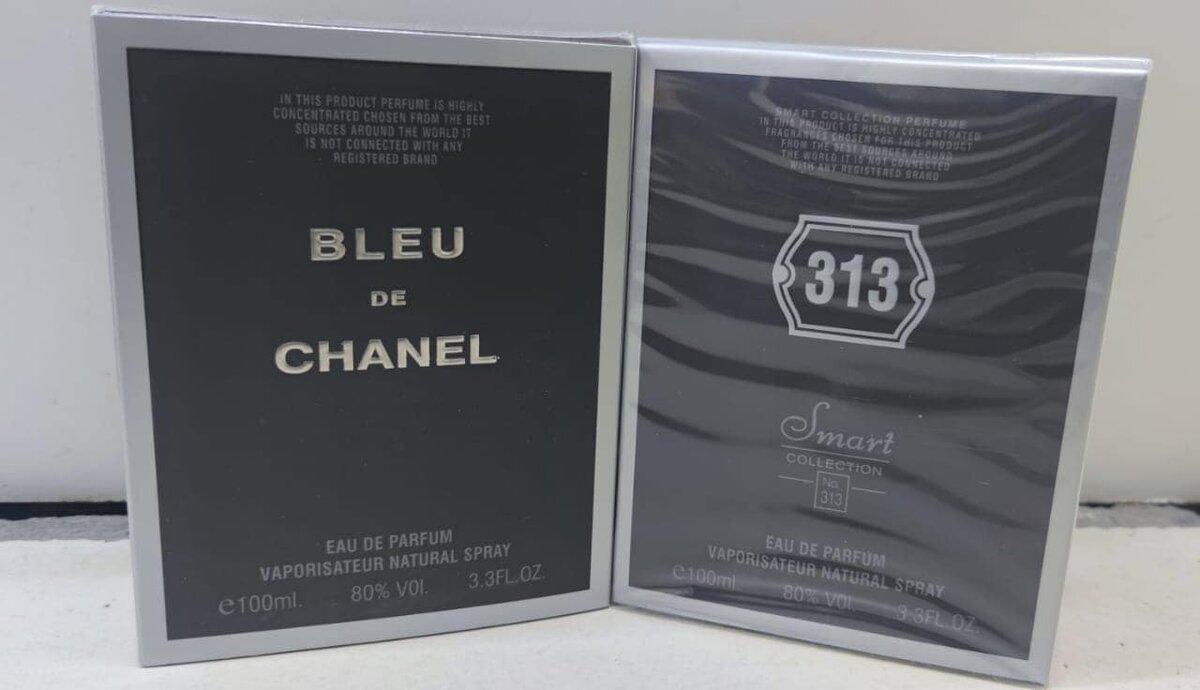 IN THIS PRODUCT PERFUME IS HIGHLY
CONCENTRATED CHOSEN FROM THE BEST
SOURCES AROUND THE WORLD IT
IS NOT CONNECTED WITH ANY
REGISTERED BRAND
BLEU
DE
CHANEL
EAU DE PARFUM
VAPORISATEUR NATURAL SPRAY
e100ml. 80% VOl. 3.3FL.OZ.
SMART COLLECTION PERFUME
IN THIS PRODUCT IS HIGHLY CONCENTRATED
FRAGRANCES CHOSEN FOR THIS PRODUCT
FROM THE BEST SOURCES AROUND
THE WORLD IT IS NOT CONNECTED
WITH ANY REGISTERED BRAND
313
Smart
COLLECTION
No.
313
EAU DE PARFUM
VAPORISATEUR NATURAL SPRAY
e100ml. 80% VOl. 3.3FL.OZ.